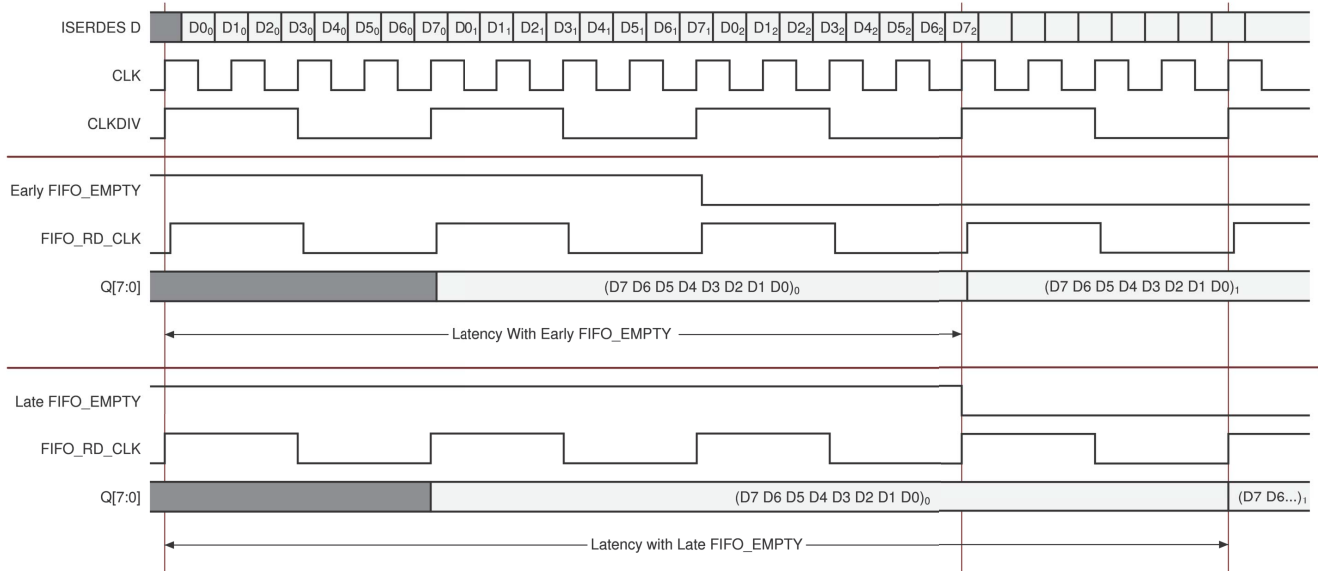 ISERDES D D0₀ D1₀ D2₀ D3₀ D4₀ D5₀ D6₀ D7₀ D0₁ D1₁ D2₁ D3₁ D4₁ D5₁ D6₁ D7₁ D0₂ D1₂ D2₂ D3₂ D4₂ D5₂ D6₂ D7₂
CLK
CLKDIV
Early FIFO_EMPTY
FIFO_RD_CLK
Q[7:0] (D7 D6 D5 D4 D3 D2 D1 D0)₀ (D7 D6 D5 D4 D3 D2 D1 D0)₁
Latency With Early FIFO_EMPTY
Late FIFO_EMPTY
FIFO_RD_CLK
Q[7:0] (D7 D6 D5 D4 D3 D2 D1 D0)₀ (D7 D6...)₁
Latency with Late FIFO_EMPTY